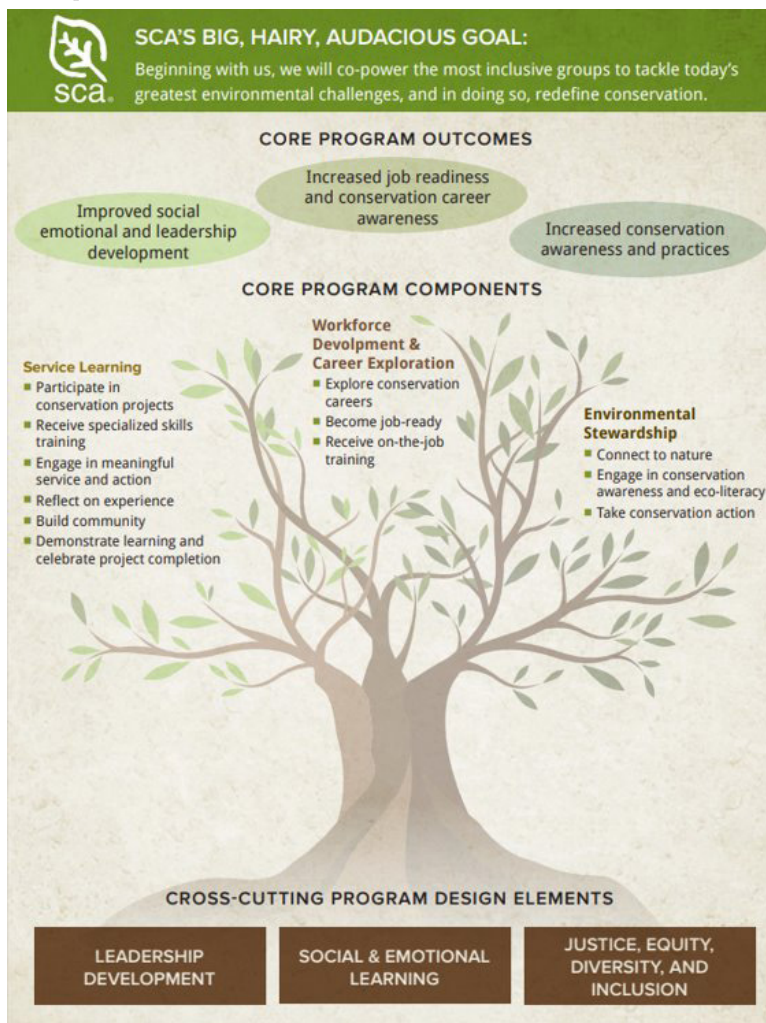 sca®
SCA'S BIG, HAIRY, AUDACIOUS GOAL:
Beginning with us, we will co-power the most inclusive groups to tackle today's
greatest environmental challenges, and in doing so, redefine conservation.
CORE PROGRAM OUTCOMES
Improved social
emotional and leadership
development
Increased job readiness
and conservation career
awareness
Increased conservation
awareness and practices
CORE PROGRAM COMPONENTS
Service Learning
▪ Participate in
conservation projects
▪ Receive specialized skills
training
▪ Engage in meaningful
service and action
▪ Reflect on experience
▪ Build community
▪ Demonstrate learning and
celebrate project completion
Workforce
Devolpment &
Career Exploration
▪ Explore conservation
careers
▪ Become job-ready
▪ Receive on-the-job
training
Environmental
Stewardship
▪ Connect to nature
▪ Engage in conservation
awareness and eco-literacy
▪ Take conservation action
CROSS-CUTTING PROGRAM DESIGN ELEMENTS
LEADERSHIP
DEVELOPMENT
SOCIAL & EMOTIONAL
LEARNING
JUSTICE, EQUITY,
DIVERSITY, AND
INCLUSION